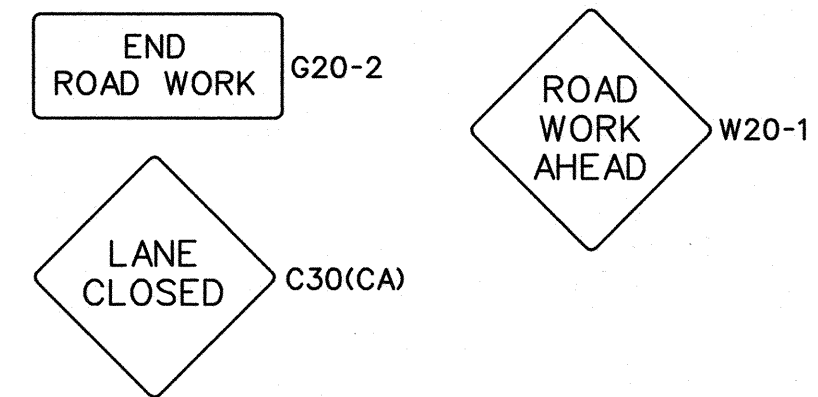 END
ROAD WORK
G20-2
ROAD
WORK
AHEAD
W20-1
LANE
CLOSED
C30(CA)